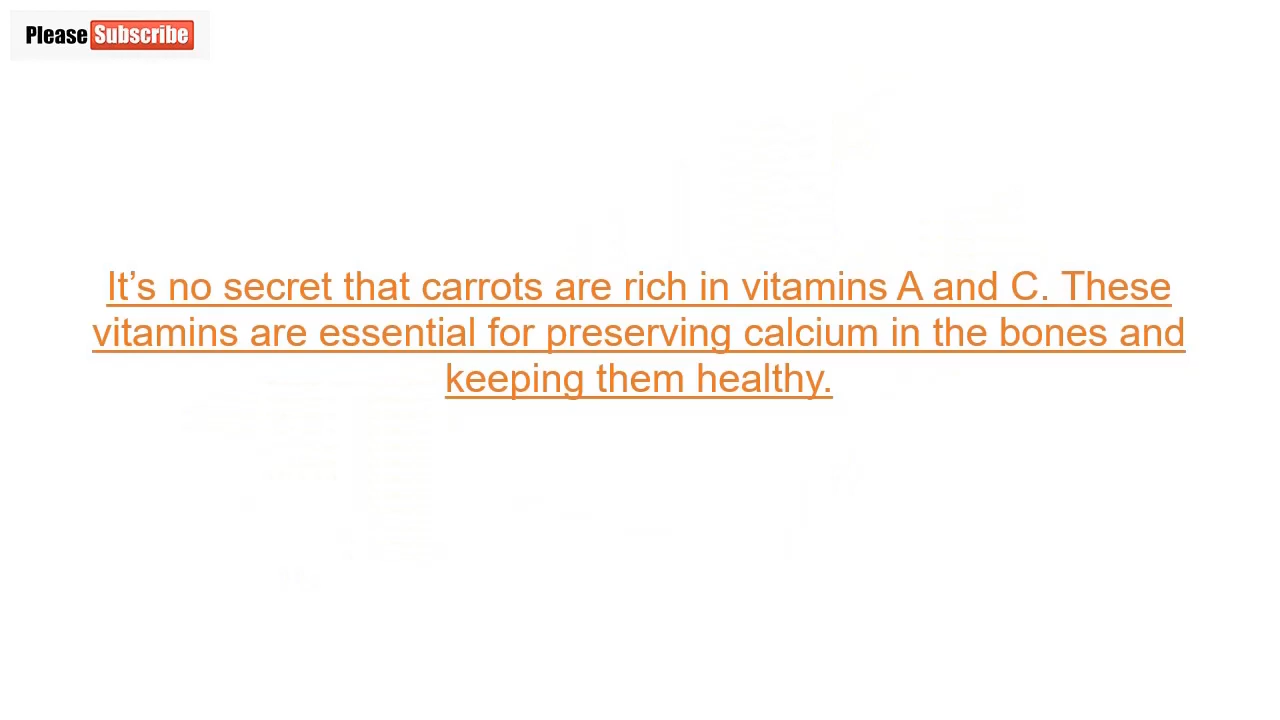 Please Subscribe
It’s no secret that carrots are rich in vitamins A and C. These
vitamins are essential for preserving calcium in the bones and
keeping them healthy.